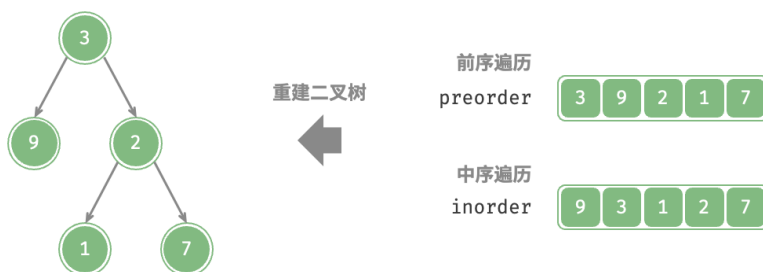 3
9
2
1
7
重建二叉树
前序遍历
preorder 3 9 2 1 7
中序遍历
inorder 9 3 1 2 7